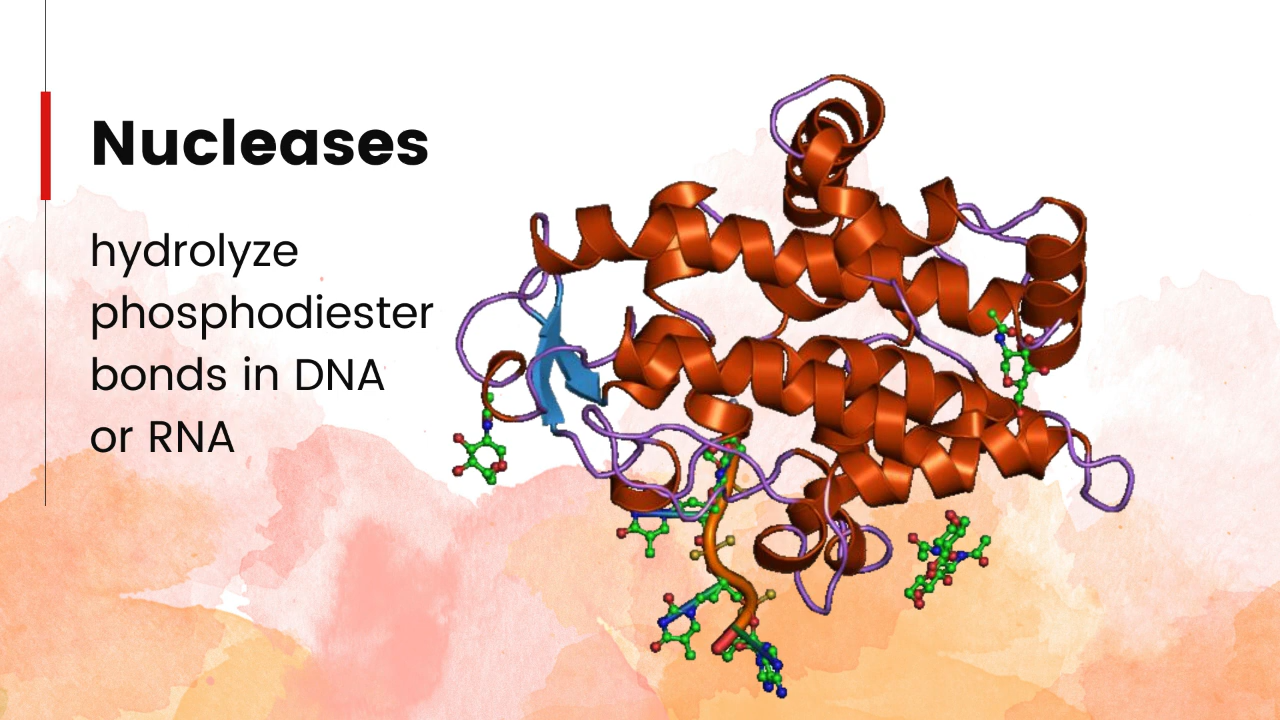 Nucleases
hydrolyze
phosphodiester
bonds in DNA
or RNA